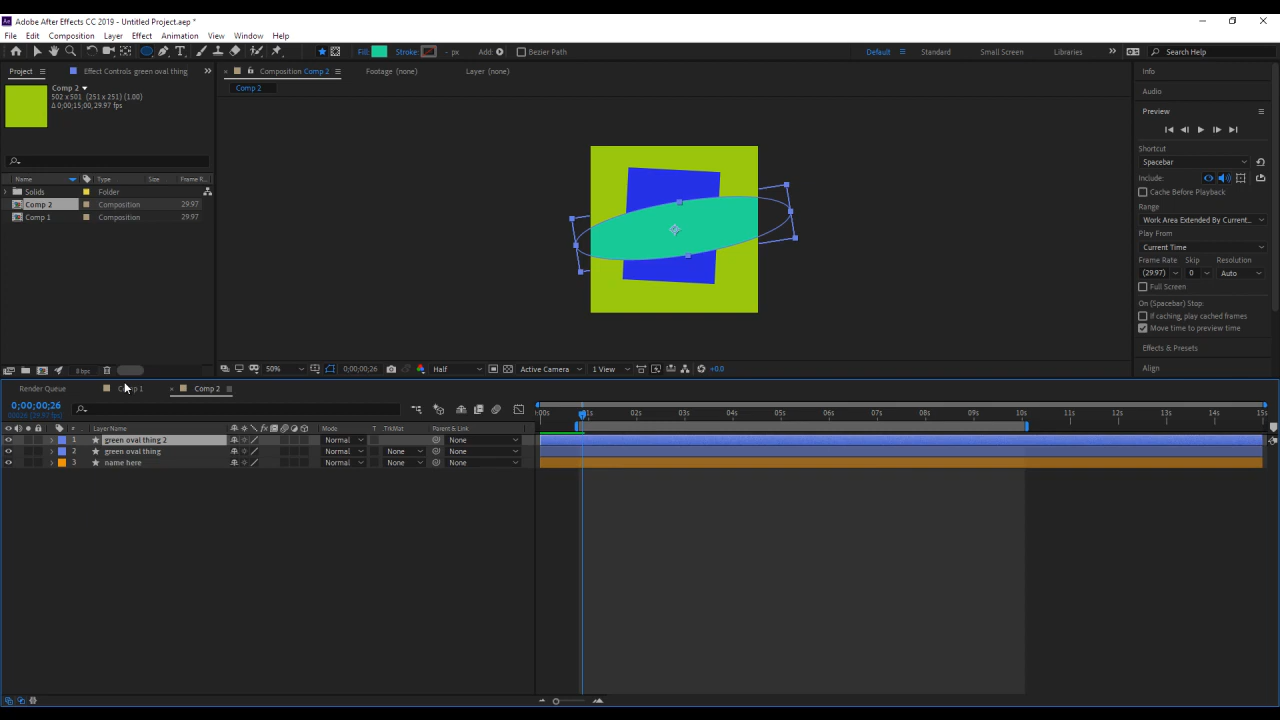 Adobe After Effects CC 2019 - Untitled Project.aep *
File Edit Composition Layer Effect Animation View Window Help
Fill: Stroke: - px Add: Bezier Path Default Standard Small Screen Libraries Search Help
Project Effect Controls green oval thing Composition Comp 2 Footage (none) Layer (none) Info
Comp 2
502 x 501 (251 x 251) (1.00)
Δ 0;00;15;00, 29.97 fps
Comp 2
Audio
Preview
Shortcut
Spacebar
Include:
Cache Before Playback
Range
Work Area Extended By Current...
Play From
Current Time
Frame Rate Skip Resolution
(29.97) 0 Auto
Full Screen
On (Spacebar) Stop:
If caching, play cached frames
Move time to preview time
Effects & Presets
Align
Name Type Size Frame R...
Solids Folder
Comp 2 Composition 29.97
Comp 1 Composition 29.97
8 bpc 50% 0;00;00;26 Half Active Camera 1 View +0.0
Render Queue Comp 1 Comp 2
0;00;00;26
# Layer Name Mode T .TrkMat Parent & Link
1 green oval thing 2 Normal None
2 green oval thing Normal None None
3 name here Normal None None
:00s 01s 02s 03s 04s 05s 06s 07s 08s 09s 10s 11s 12s 13s 14s 15s